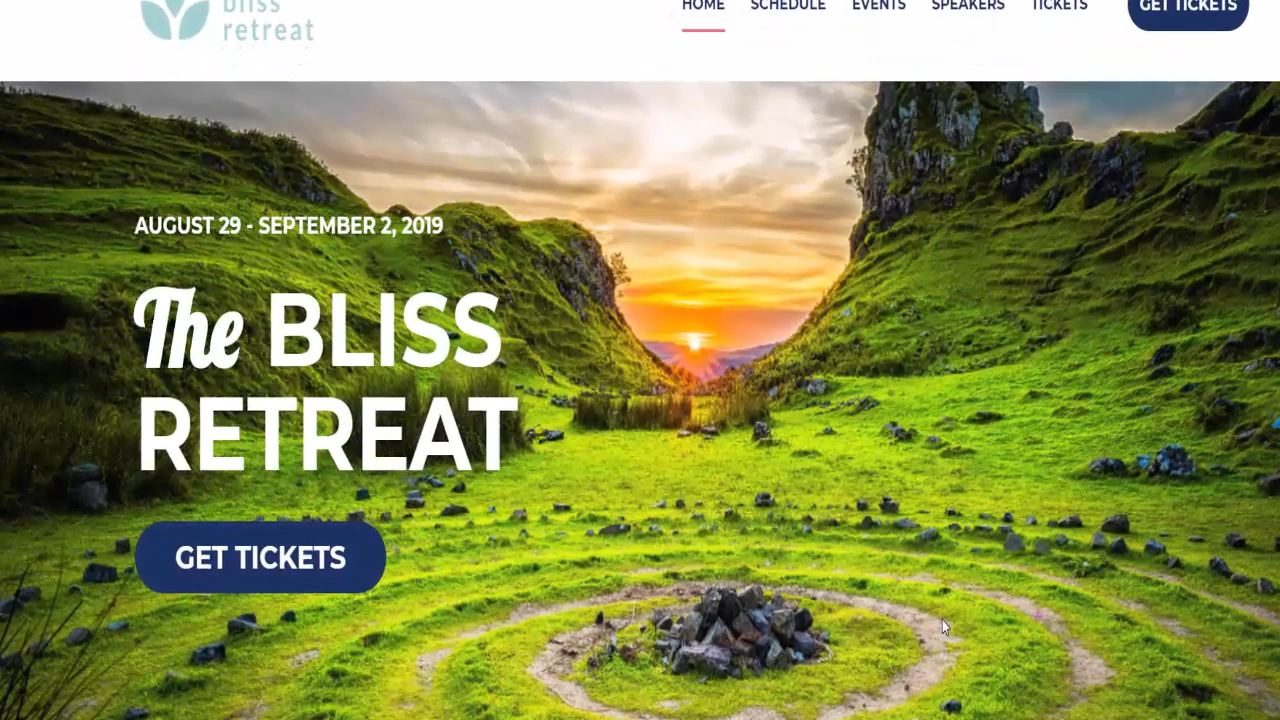 bliss
retreat
HOME SCHEDULE EVENTS SPEAKERS TICKETS GET TICKETS
AUGUST 29 - SEPTEMBER 2, 2019
The BLISS
RETREAT
GET TICKETS